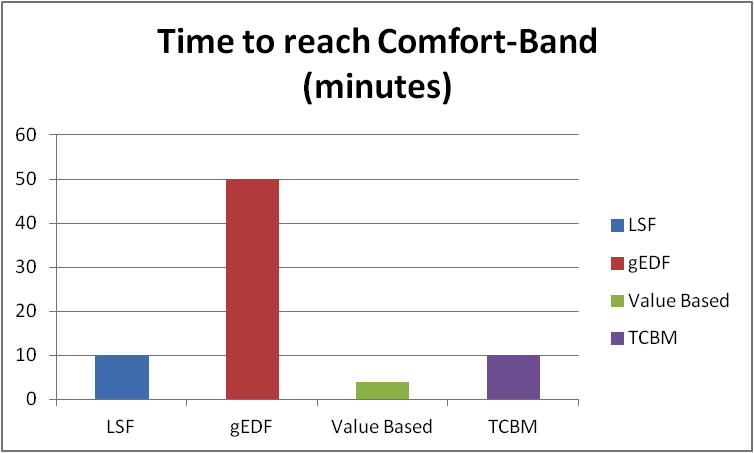 Time to reach Comfort-Band
(minutes)
60
50
40
30
20
10
0
LSF
gEDF
Value Based
TCBM
LSF
gEDF
Value Based
TCBM